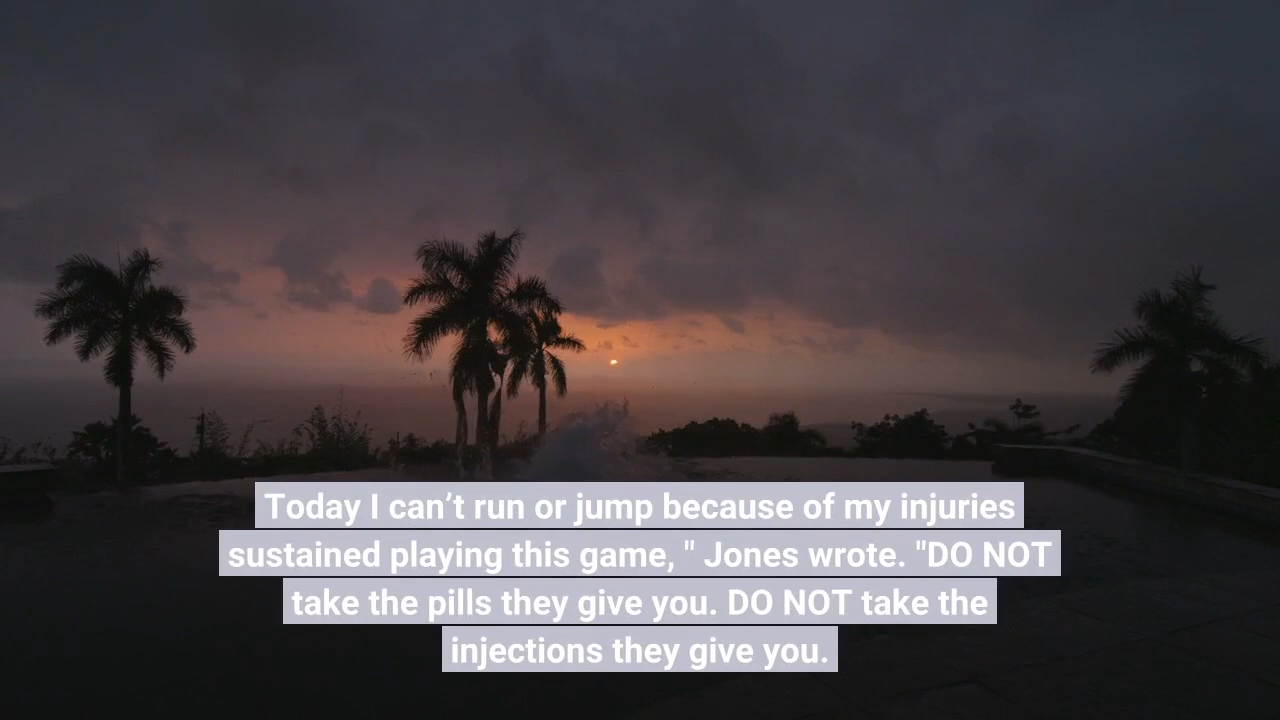 Today I can’t run or jump because of my injuries
sustained playing this game, " Jones wrote. "DO NOT
take the pills they give you. DO NOT take the
injections they give you.